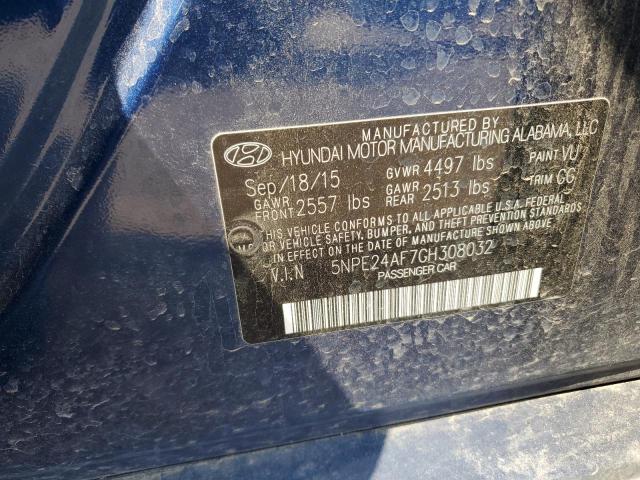 MANUFACTURED BY
HYUNDAI MOTOR MANUFACTURING ALABAMA, LLC
Sep/18/15 GVWR 4497 lbs PAINT VU
GAWR FRONT 2557 lbs GAWR REAR 2513 lbs TRIM GG
THIS VEHICLE CONFORMS TO ALL APPLICABLE U.S.A. FEDERAL
MOTOR VEHICLE SAFETY, BUMPER, AND THEFT PREVENTION STANDARDS
IN EFFECT ON THE DATE OF MANUFACTURE SHOWN ABOVE.
V.I.N 5NPE24AF7GH308032
PASSENGER CAR